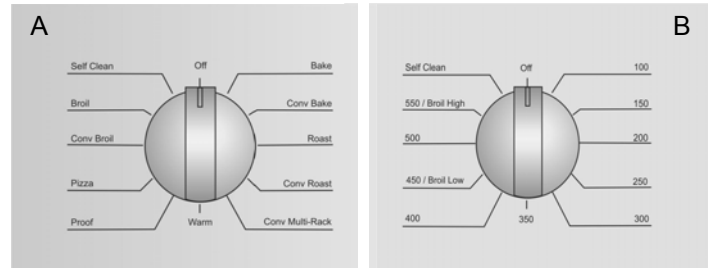 A
Self Clean
Off
Bake
Broil
Conv Bake
Conv Broil
Roast
Pizza
Conv Roast
Proof
Warm
Conv Multi-Rack
B
Self Clean
Off
100
550 / Broil High
150
500
200
450 / Broil Low
250
400
350
300